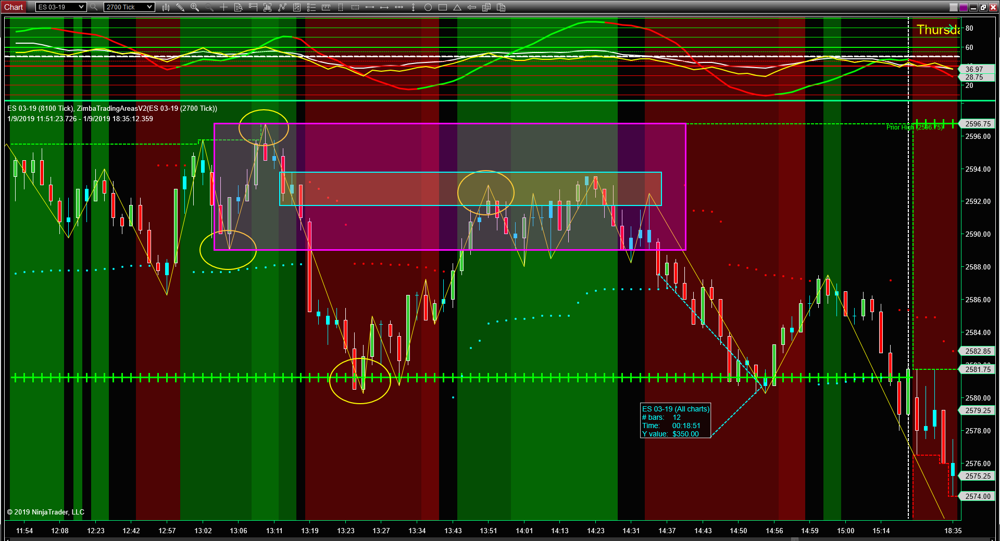 Chart ES 03-19 2700 Tick
Thursda
80
60
36.97
28.75
20
ES 03-19 (8100 Tick), ZimbaTradingAreasV2(ES 03-19 (2700 Tick))
1/9/2019 11:51:23.726 - 1/9/2019 18:35:12.359
Prior High (2596.75)
2596.75
2596.00
2594.00
2592.00
2590.00
2588.00
2586.00
2584.00
2582.85
2581.75
2580.00
2579.25
2578.00
2576.00
2575.25
2574.00
ES 03-19 (All charts)
# bars: 12
Time: 00:18:51
Y value: $350.00
© 2019 NinjaTrader, LLC
11:54 12:08 12:23 12:42 12:57 13:02 13:06 13:11 13:19 13:23 13:27 13:34 13:43 13:51 14:01 14:13 14:23 14:31 14:37 14:43 14:50 14:56 14:59 15:00 15:14 18:35